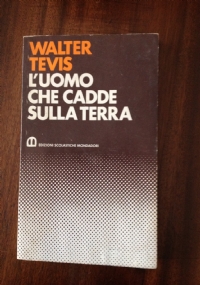 WALTER
TEVIS
L'UOMO
CHE CADDE
SULLA TERRA
EDIZIONI SCOLASTICHE MONDADORI